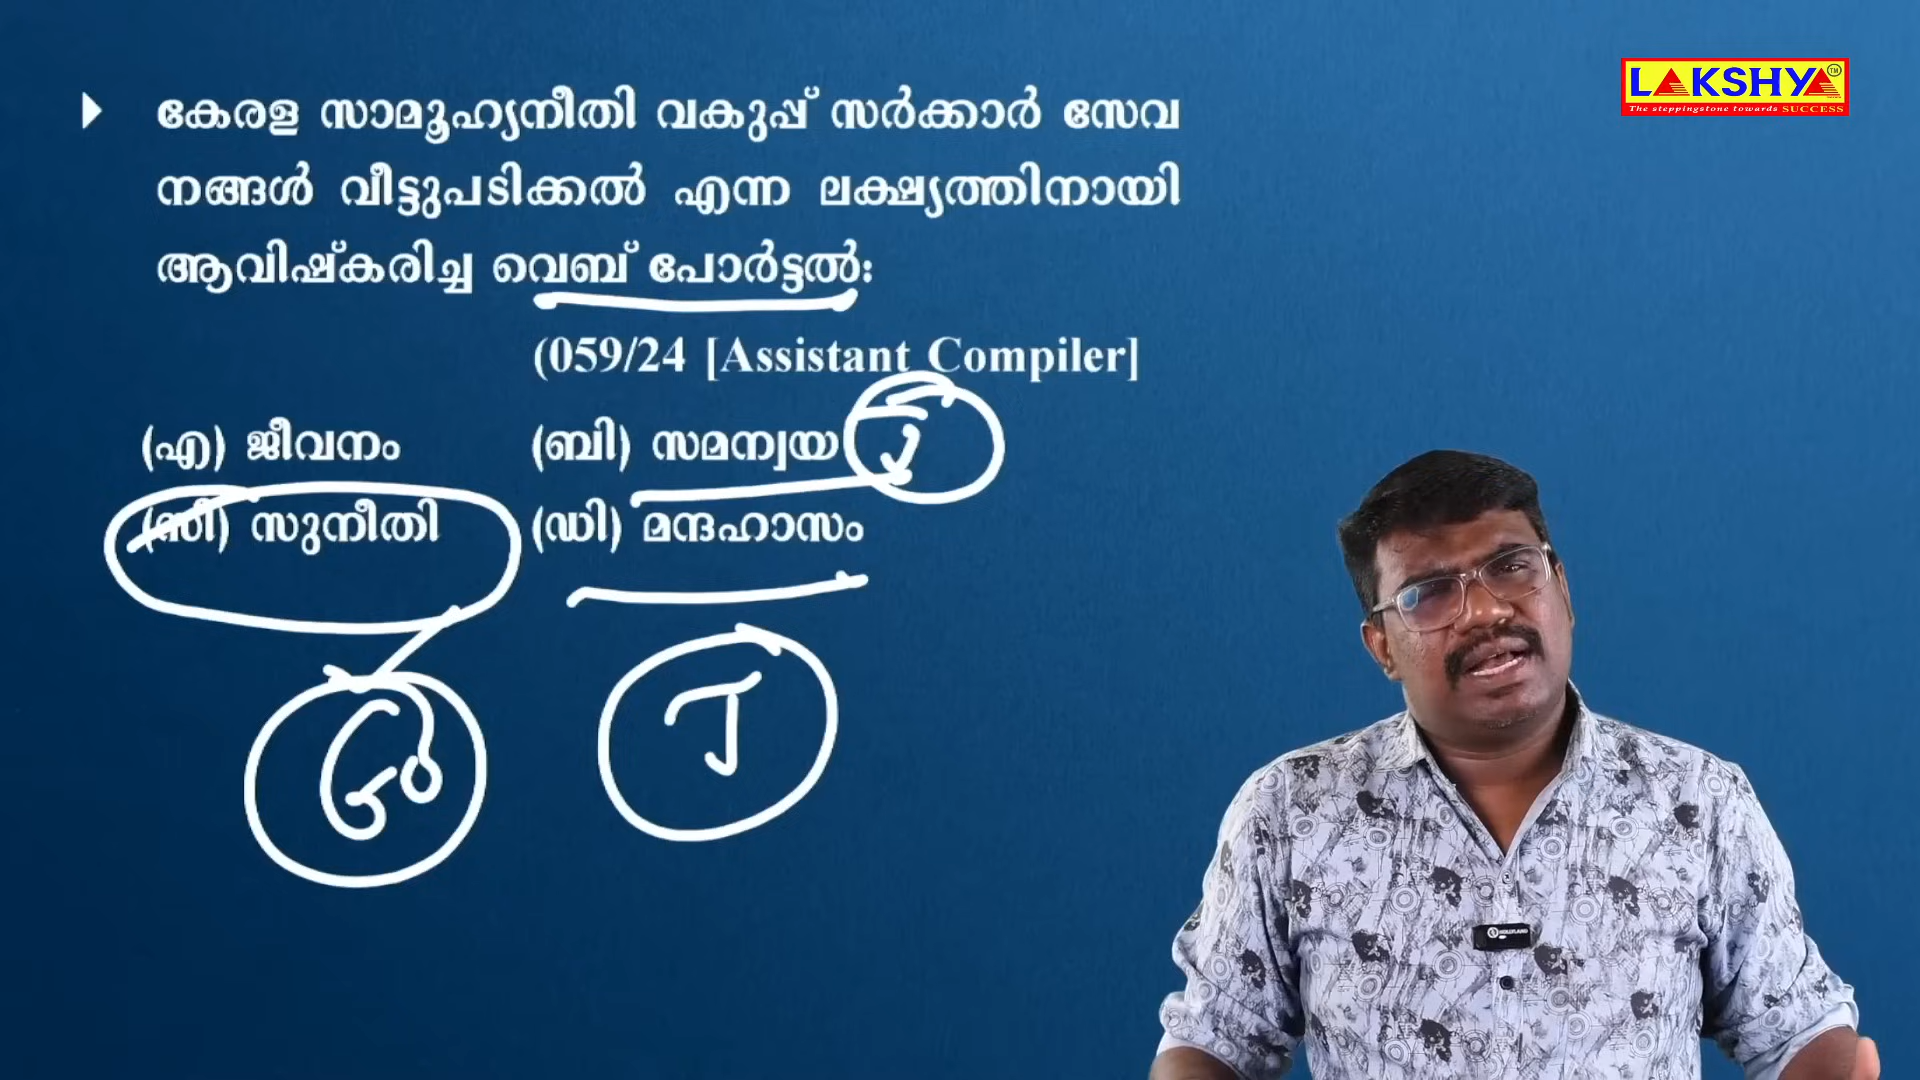 LAKSHYA TM
The steppingstone towards SUCCESS
കേരള സാമൂഹ്യനീതി വകുപ്പ് സർക്കാർ സേവ
നങ്ങൾ വീട്ടുപടിക്കൽ എന്ന ലക്ഷ്യത്തിനായി
ആവിഷ്കരിച്ച വെബ് പോർട്ടൽ:
(059/24 [Assistant Compiler]
(എ) ജീവനം (ബി) സമന്വയ
(സി) സുനീതി (ഡി) മന്ദഹാസം
T